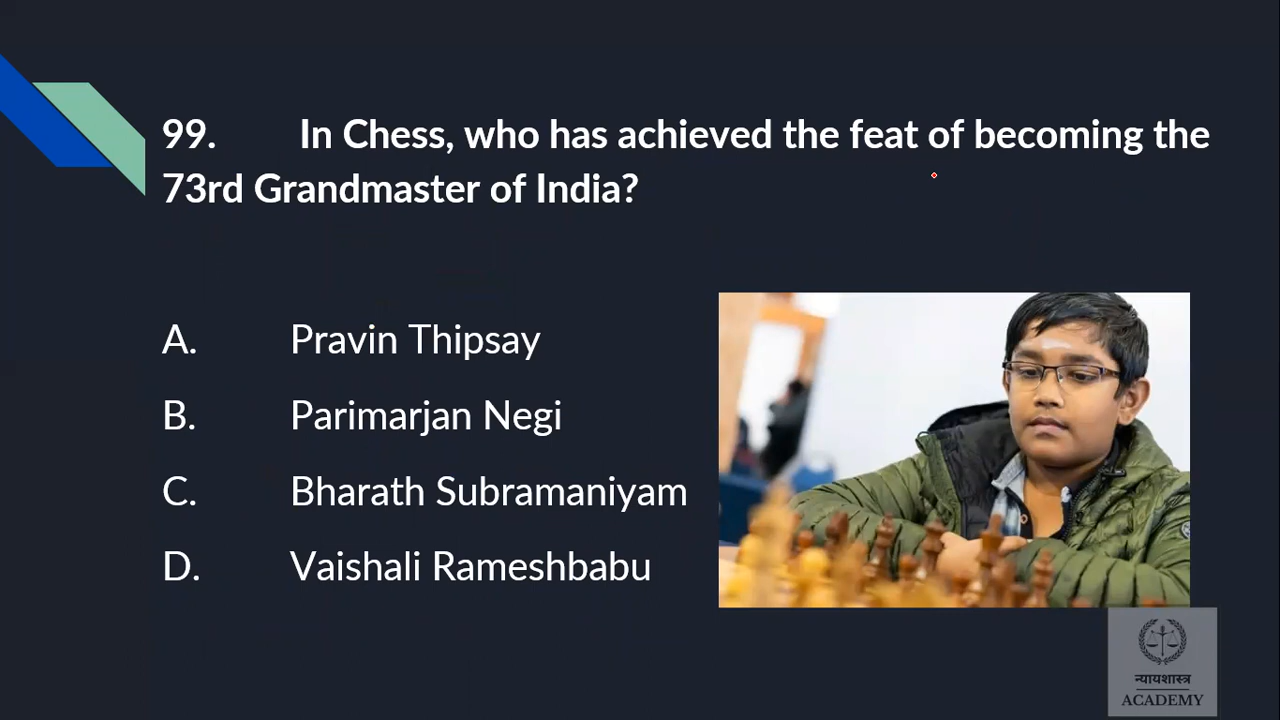 99. In Chess, who has achieved the feat of becoming the
73rd Grandmaster of India?
A. Pravin Thipsay
B. Parimarjan Negi
C. Bharath Subramaniyam
D. Vaishali Rameshbabu
न्यायशास्त्र
ACADEMY